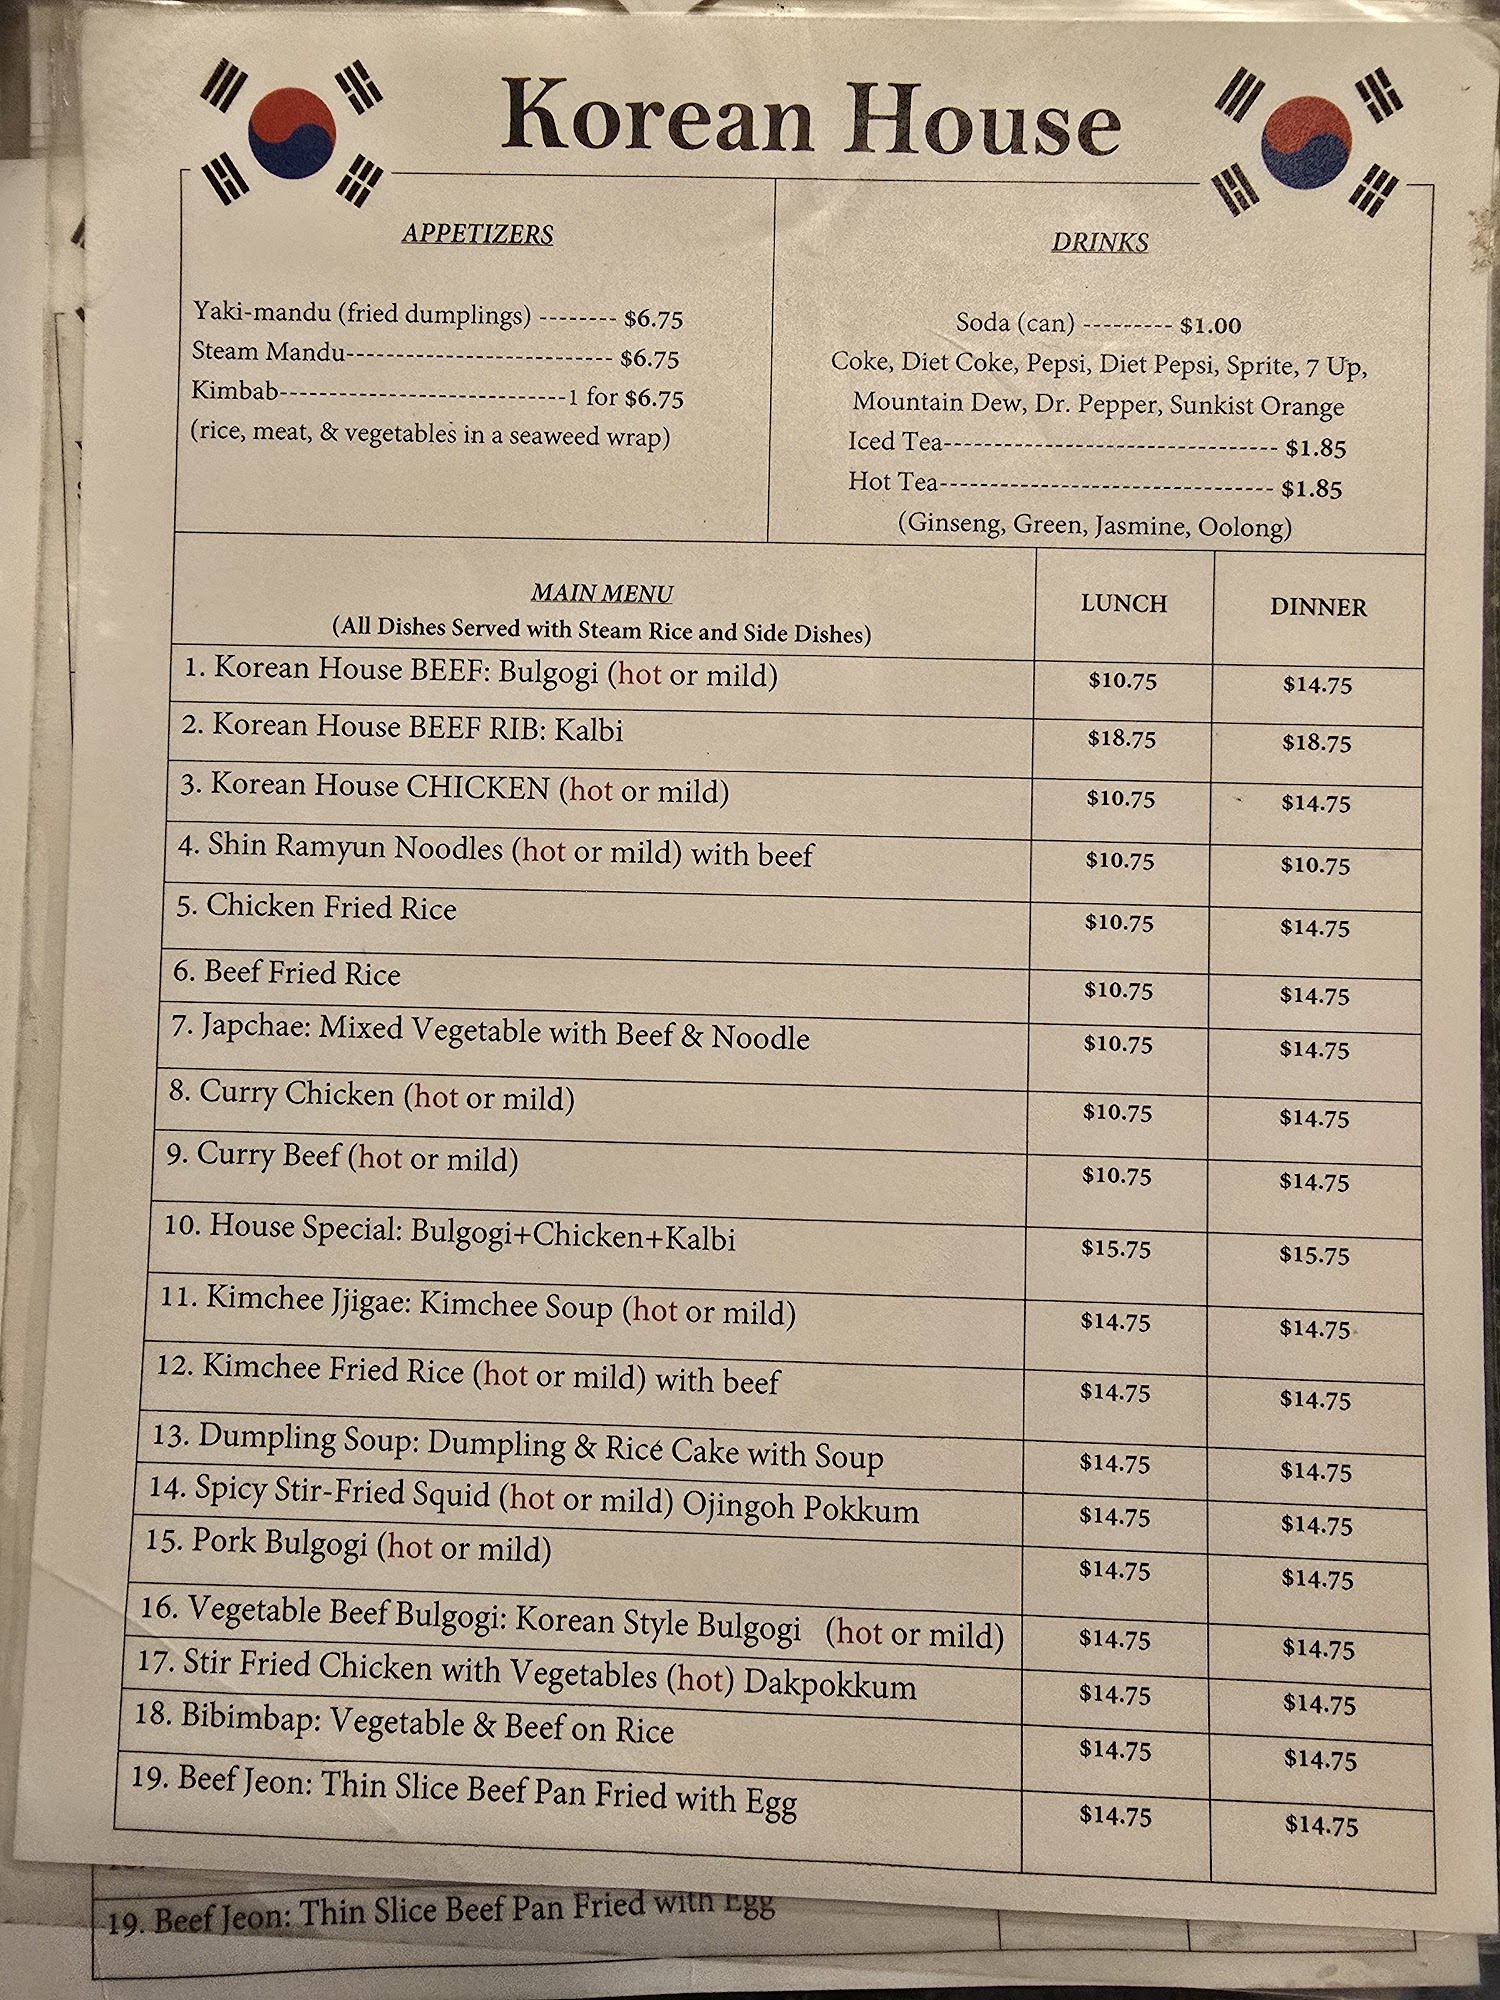 Korean House
APPETIZERS
Yaki-mandu (fried dumplings) -------- $6.75
Steam Mandu--------------------------- $6.75
Kimbab-----------------------------1 for $6.75
(rice, meat, & vegetables in a seaweed wrap)
DRINKS
Soda (can) --------- $1.00
Coke, Diet Coke, Pepsi, Diet Pepsi, Sprite, 7 Up,
Mountain Dew, Dr. Pepper, Sunkist Orange
Iced Tea---------------------------------- $1.85
Hot Tea---------------------------------- $1.85
(Ginseng, Green, Jasmine, Oolong)
MAIN MENU
(All Dishes Served with Steam Rice and Side Dishes)
LUNCH DINNER
1. Korean House BEEF: Bulgogi (hot or mild) $10.75 $14.75
2. Korean House BEEF RIB: Kalbi $18.75 $18.75
3. Korean House CHICKEN (hot or mild) $10.75 $14.75
4. Shin Ramyun Noodles (hot or mild) with beef $10.75 $10.75
5. Chicken Fried Rice $10.75 $14.75
6. Beef Fried Rice $10.75 $14.75
7. Japchae: Mixed Vegetable with Beef & Noodle $10.75 $14.75
8. Curry Chicken (hot or mild) $10.75 $14.75
9. Curry Beef (hot or mild) $10.75 $14.75
10. House Special: Bulgogi+Chicken+Kalbi $15.75 $15.75
11. Kimchee Jjigae: Kimchee Soup (hot or mild) $14.75 $14.75
12. Kimchee Fried Rice (hot or mild) with beef $14.75 $14.75
13. Dumpling Soup: Dumpling & Rice Cake with Soup $14.75 $14.75
14. Spicy Stir-Fried Squid (hot or mild) Ojingoh Pokkum $14.75 $14.75
15. Pork Bulgogi (hot or mild) $14.75 $14.75
16. Vegetable Beef Bulgogi: Korean Style Bulgogi (hot or mild) $14.75 $14.75
17. Stir Fried Chicken with Vegetables (hot) Dakpokkum $14.75 $14.75
18. Bibimbap: Vegetable & Beef on Rice $14.75 $14.75
19. Beef Jeon: Thin Slice Beef Pan Fried with Egg $14.75 $14.75
19. Beef Jeon: Thin Slice Beef Pan Fried with Egg